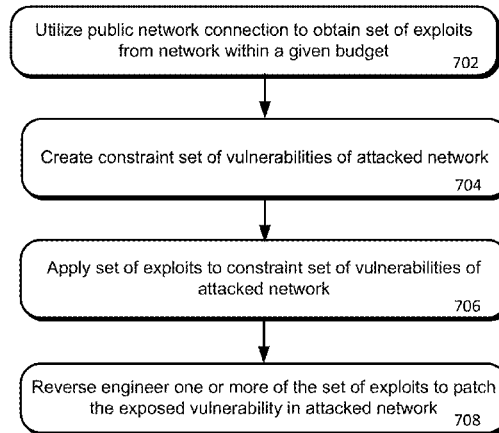 Utilize public network connection to obtain set of exploits
from network within a given budget
702
Create constraint set of vulnerabilities of attacked network
704
Apply set of exploits to constraint set of vulnerabilities of
attacked network
706
Reverse engineer one or more of the set of exploits to patch
the exposed vulnerability in attacked network
708